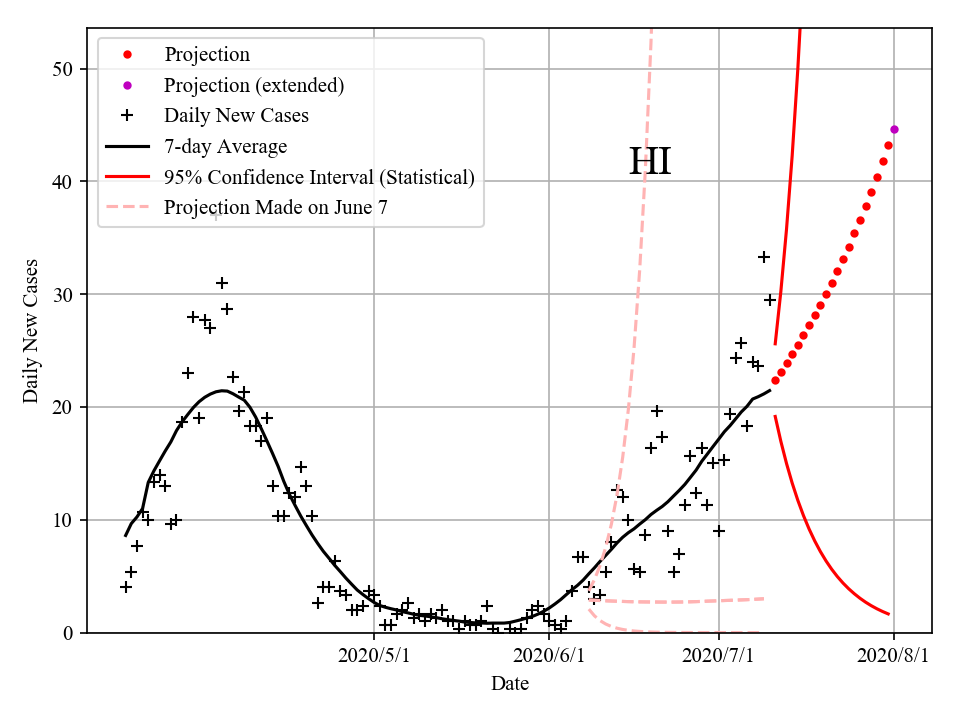 Projection
Projection (extended)
Daily New Cases
7-day Average
95% Confidence Interval (Statistical)
Projection Made on June 7
HI
50
40
30
20
10
0
Daily New Cases
2020/5/1 2020/6/1 2020/7/1 2020/8/1
Date